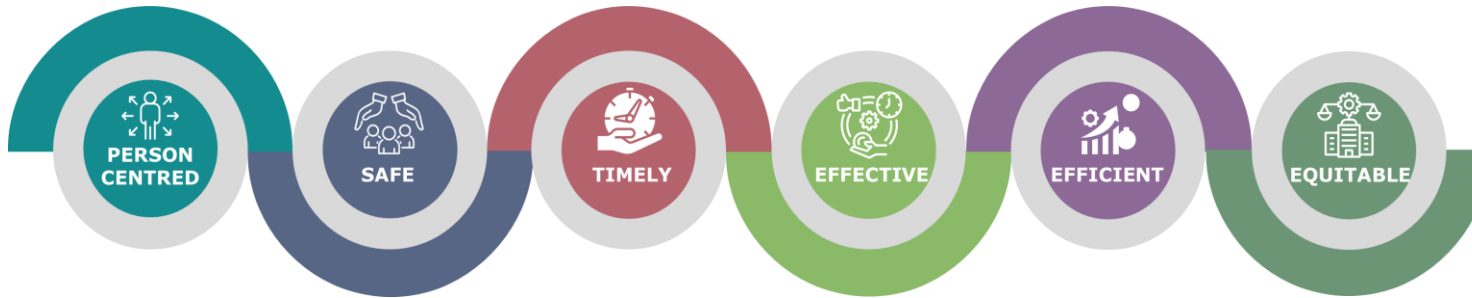 PERSON
CENTRED
SAFE
TIMELY
EFFECTIVE
EFFICIENT
EQUITABLE